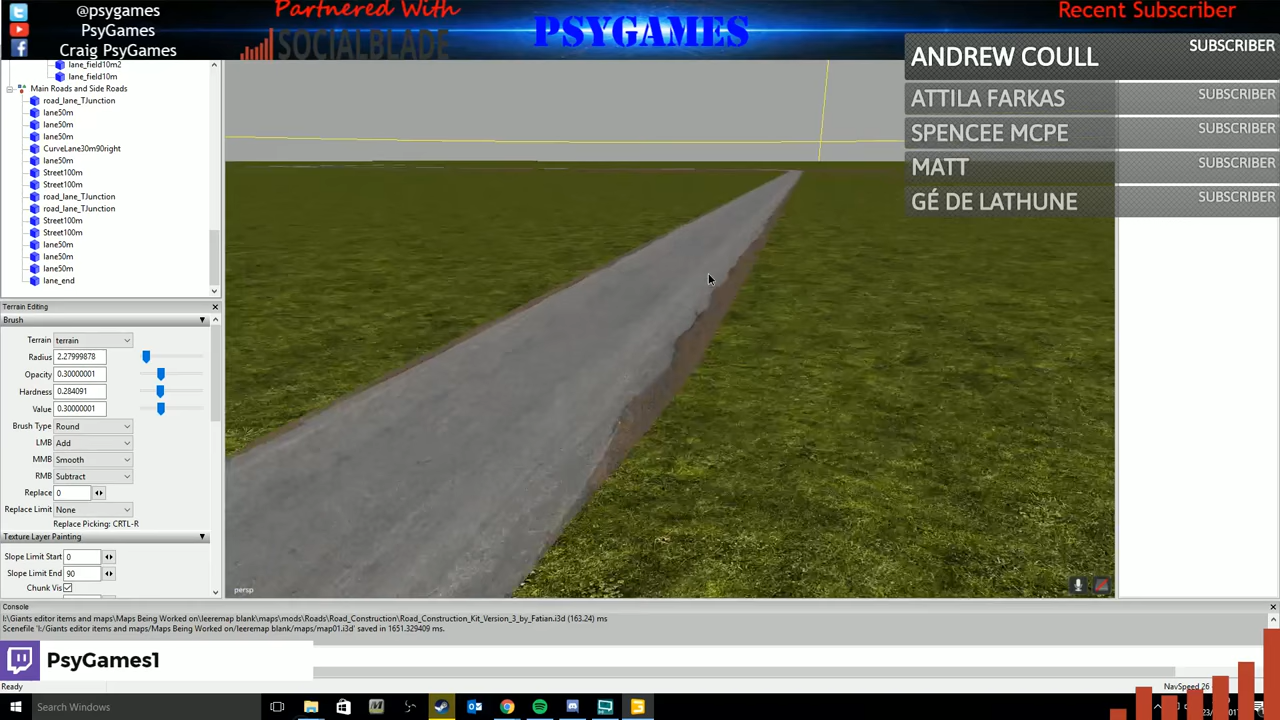 @psygames
PsyGames
Craig PsyGames
Partnered With
SOCIALBLADE
PSYGAMES
Recent Subscriber
ANDREW COULL SUBSCRIBER
ATTILA FARKAS SUBSCRIBER
SPENCEE MCPE SUBSCRIBER
MATT SUBSCRIBER
GÉ DE LATHUNE SUBSCRIBER
lane_field10m2
lane_field10m
Main Roads and Side Roads
road_lane_TJunction
lane50m
lane50m
lane50m
CurveLane30m90right
lane50m
Street100m
Street100m
road_lane_TJunction
road_lane_TJunction
Street100m
Street100m
lane50m
lane50m
lane50m
lane_end
Terrain Editing
Brush
Terrain terrain
Radius 2.27999878
Opacity 0.30000001
Hardness 0.284091
Value 0.30000001
Brush Type Round
LMB Add
MMB Smooth
RMB Subtract
Replace 0
Replace Limit None
Replace Picking: CRTL-R
Texture Layer Painting
Slope Limit Start 0
Slope Limit End 90
Chunk Vis
persp
Console
I:\Giants editor items and maps\Maps Being Worked on\leeremap blank\maps\mods\Roads\Road_Construction\Road_Construction_Kit_Version_3_by_Fatian.i3d (163.24) ms
Scenefile 'I:/Giants editor items and maps/Maps Being Worked on/leeremap blank/maps/map01.i3d' saved in 1651.329409 ms.
PsyGames1
Ready
NavSpeed 26
Search Windows